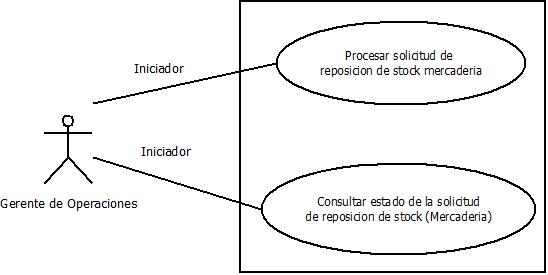 Procesar solicitud de
reposicion de stock mercaderia
Iniciador
Iniciador
Gerente de Operaciones
Consultar estado de la solicitud
de reposicion de stock (Mercaderia)